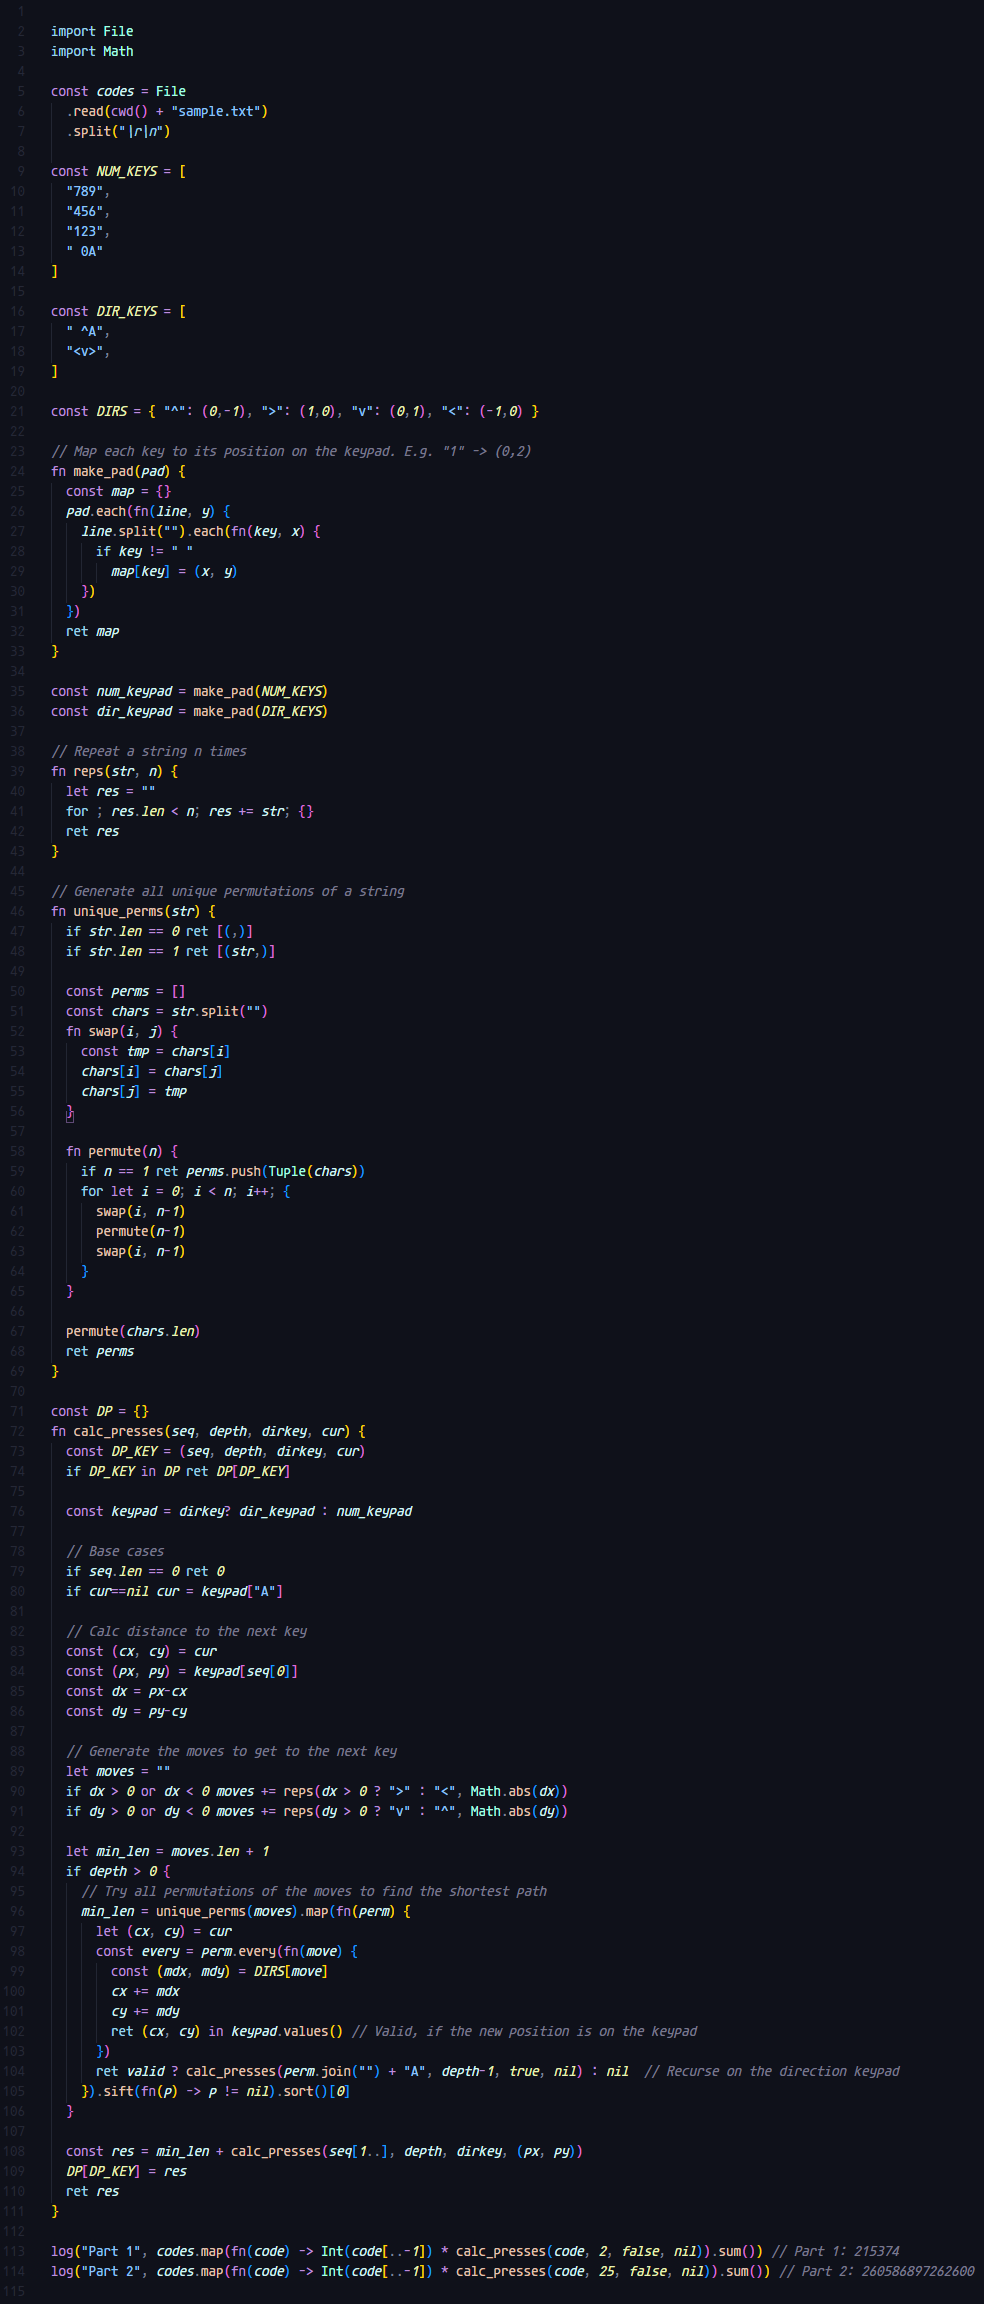 1
2 import File
3 import Math
4
5 const codes = File
6   .read(cwd() + "sample.txt")
7   .split("|r|n")
8
9 const NUM_KEYS = [
10   "789",
11   "456",
12   "123",
13   " 0A"
14 ]
15
16 const DIR_KEYS = [
17   " ^A",
18   "<v>",
19 ]
20
21 const DIRS = { "^": (0,-1), ">": (1,0), "v": (0,1), "<": (-1,0) }
22
23 // Map each key to its position on the keypad. E.g. "1" -> (0,2)
24 fn make_pad(pad) {
25   const map = {}
26   pad.each(fn(line, y) {
27     line.split("").each(fn(key, x) {
28       if key != " "
29         map[key] = (x, y)
30     })
31   })
32   ret map
33 }
34
35 const num_keypad = make_pad(NUM_KEYS)
36 const dir_keypad = make_pad(DIR_KEYS)
37
38 // Repeat a string n times
39 fn reps(str, n) {
40   let res = ""
41   for ; res.len < n; res += str; {}
42   ret res
43 }
44
45 // Generate all unique permutations of a string
46 fn unique_perms(str) {
47   if str.len == 0 ret [(,)]
48   if str.len == 1 ret [(str,)]
49
50   const perms = []
51   const chars = str.split("")
52   fn swap(i, j) {
53     const tmp = chars[i]
54     chars[i] = chars[j]
55     chars[j] = tmp
56   }
57
58   fn permute(n) {
59     if n == 1 ret perms.push(Tuple(chars))
60     for let i = 0; i < n; i++; {
61       swap(i, n-1)
62       permute(n-1)
63       swap(i, n-1)
64     }
65   }
66
67   permute(chars.len)
68   ret perms
69 }
70
71 const DP = {}
72 fn calc_presses(seq, depth, dirkey, cur) {
73   const DP_KEY = (seq, depth, dirkey, cur)
74   if DP_KEY in DP ret DP[DP_KEY]
75
76   const keypad = dirkey? dir_keypad : num_keypad
77
78   // Base cases
79   if seq.len == 0 ret 0
80   if cur==nil cur = keypad["A"]
81
82   // Calc distance to the next key
83   const (cx, cy) = cur
84   const (px, py) = keypad[seq[0]]
85   const dx = px-cx
86   const dy = py-cy
87
88   // Generate the moves to get to the next key
89   let moves = ""
90   if dx > 0 or dx < 0 moves += reps(dx > 0 ? ">" : "<", Math.abs(dx))
91   if dy > 0 or dy < 0 moves += reps(dy > 0 ? "v" : "^", Math.abs(dy))
92
93   let min_len = moves.len + 1
94   if depth > 0 {
95     // Try all permutations of the moves to find the shortest path
96     min_len = unique_perms(moves).map(fn(perm) {
97       let (cx, cy) = cur
98       const every = perm.every(fn(move) {
99         const (mdx, mdy) = DIRS[move]
100         cx += mdx
101         cy += mdy
102         ret (cx, cy) in keypad.values() // Valid, if the new position is on the keypad
103       })
104       ret valid ? calc_presses(perm.join("") + "A", depth-1, true, nil) : nil  // Recurse on the direction keypad
105     }).sift(fn(p) -> p != nil).sort()[0]
106   }
107
108   const res = min_len + calc_presses(seq[1..], depth, dirkey, (px, py))
109   DP[DP_KEY] = res
110   ret res
111 }
112
113 log("Part 1", codes.map(fn(code) -> Int(code[..-1]) * calc_presses(code, 2, false, nil)).sum()) // Part 1: 215374
114 log("Part 2", codes.map(fn(code) -> Int(code[..-1]) * calc_presses(code, 25, false, nil)).sum()) // Part 2: 260586897262600
115